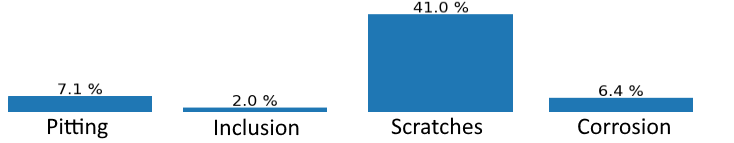 7.1 %
2.0 %
41.0 %
6.4 %
Pitting
Inclusion
Scratches
Corrosion